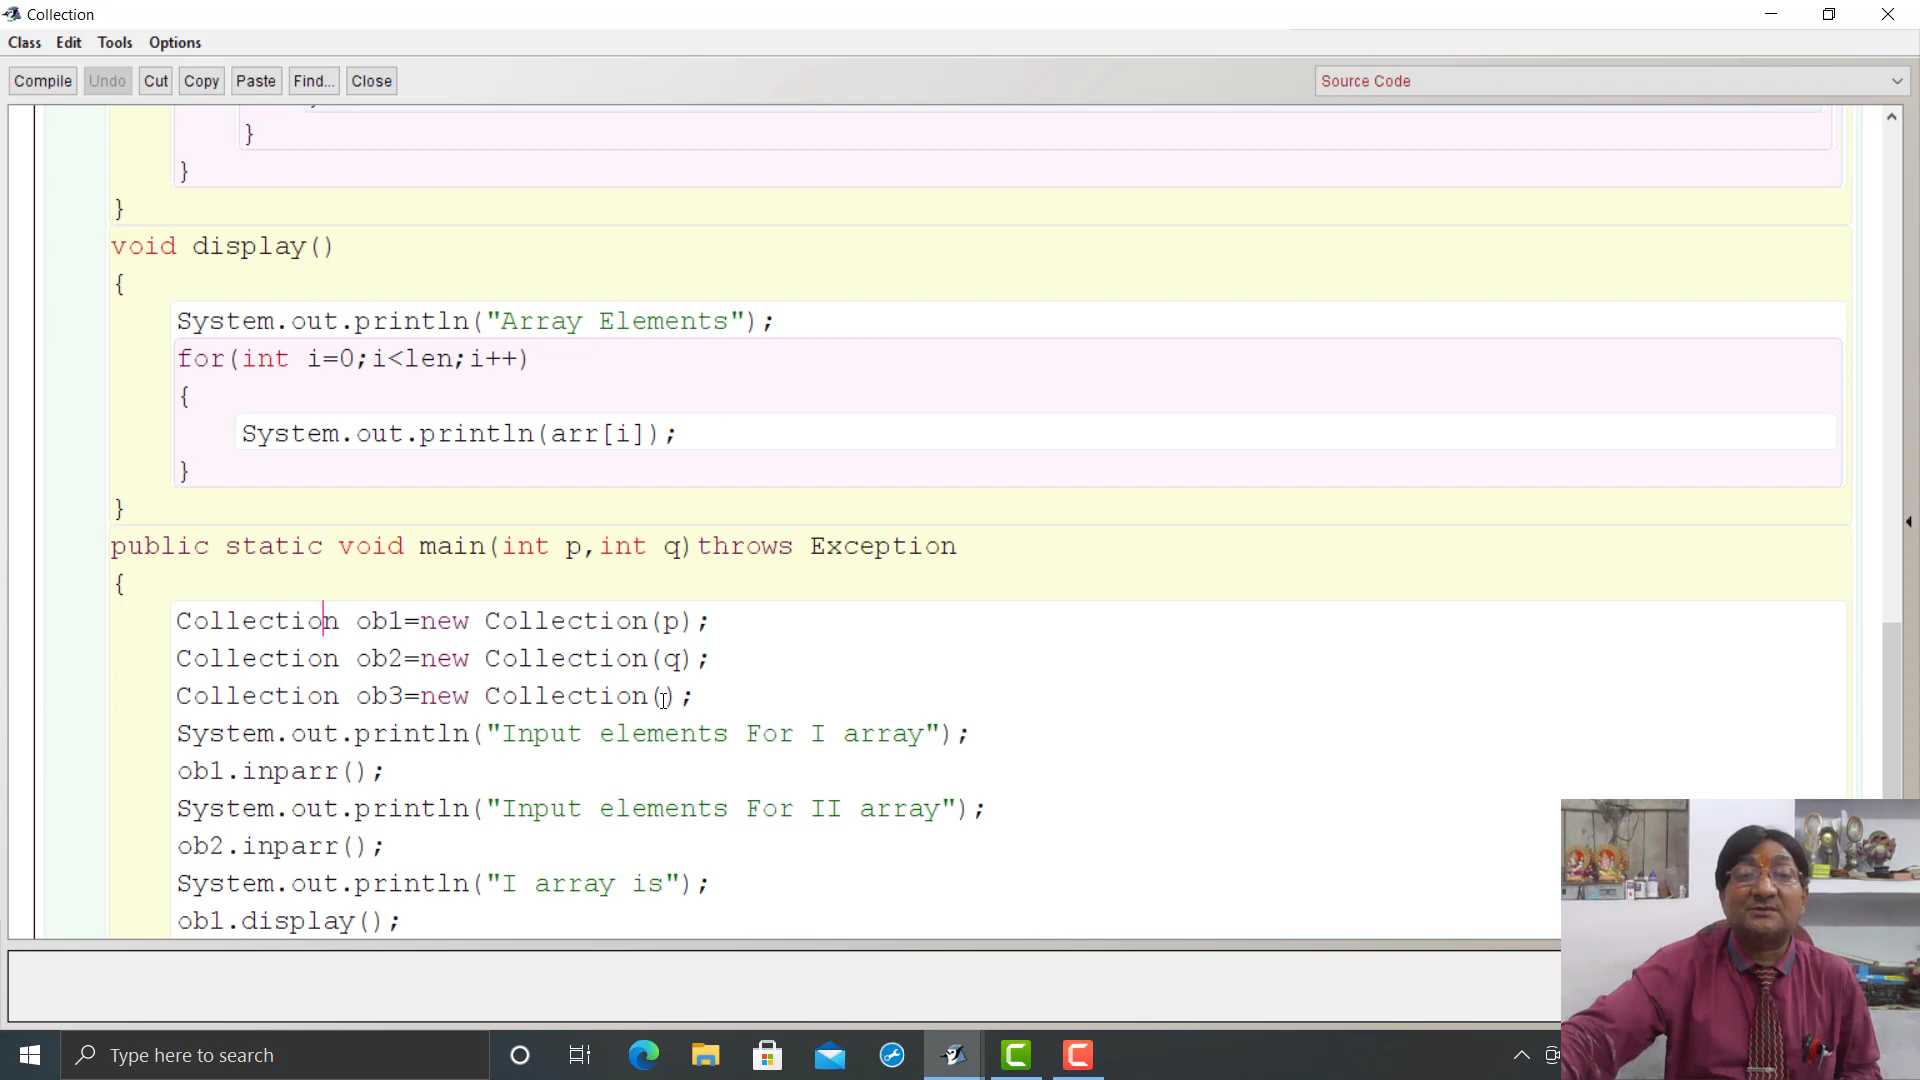 Collection
Class Edit Tools Options
Compile Undo Cut Copy Paste Find... Close Source Code
}
}
}
void display()
{
System.out.println("Array Elements");
for(int i=0;i<len;i++)
{
System.out.println(arr[i]);
}
}
public static void main(int p,int q)throws Exception
{
Collection ob1=new Collection(p);
Collection ob2=new Collection(q);
Collection ob3=new Collection();
System.out.println("Input elements For I array");
ob1.inparr();
System.out.println("Input elements For II array");
ob2.inparr();
System.out.println("I array is");
ob1.display();
Type here to search